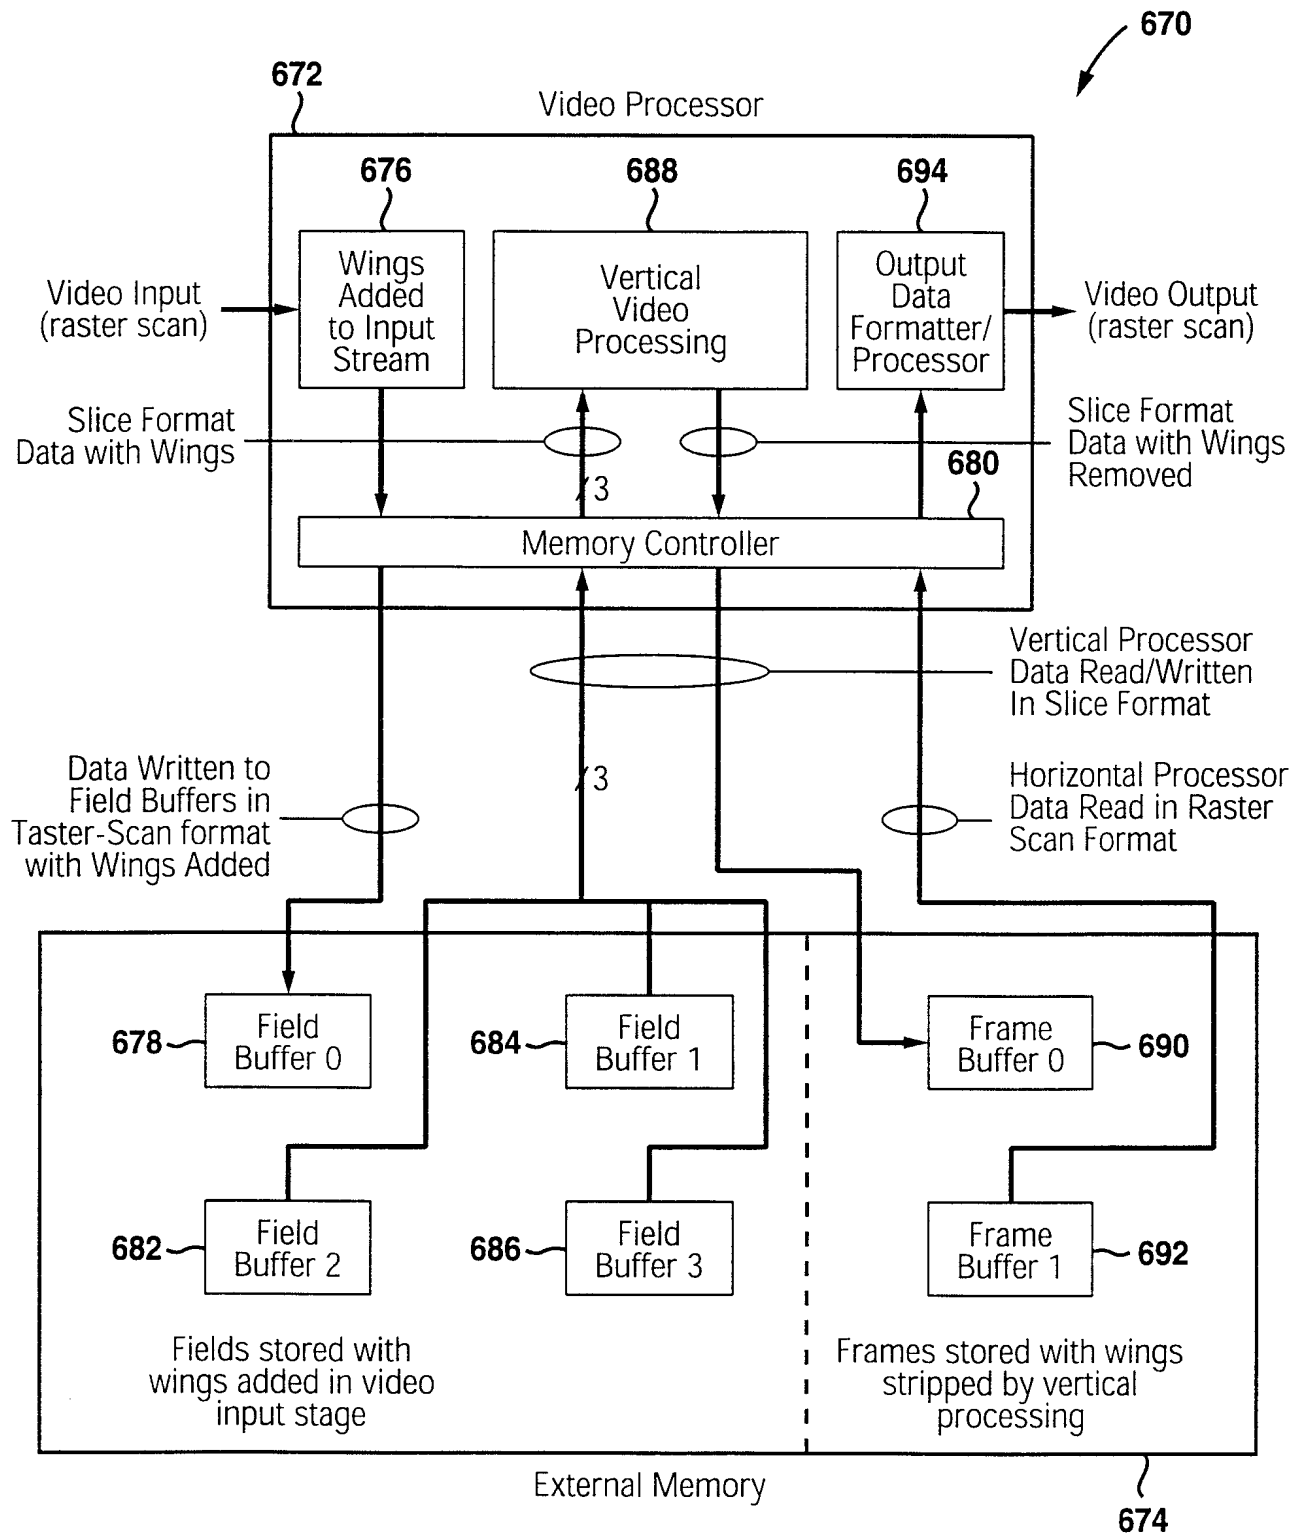 670
672
Video Processor
676
688
694
Wings
Added
to Input
Stream
Vertical
Video
Processing
Output
Data
Formatter/
Processor
Video Input
(raster scan)
Video Output
(raster scan)
Slice Format
Data with Wings
Slice Format
Data with Wings
Removed
3
680
Memory Controller
Vertical Processor
Data Read/Written
In Slice Format
3
Data Written to
Field Buffers in
Taster-Scan format
with Wings Added
Horizontal Processor
Data Read in Raster
Scan Format
678
Field
Buffer 0
684
Field
Buffer 1
Frame
Buffer 0
690
682
Field
Buffer 2
686
Field
Buffer 3
Frame
Buffer 1
692
Fields stored with
wings added in video
input stage
Frames stored with wings
stripped by vertical
processing
External Memory
674